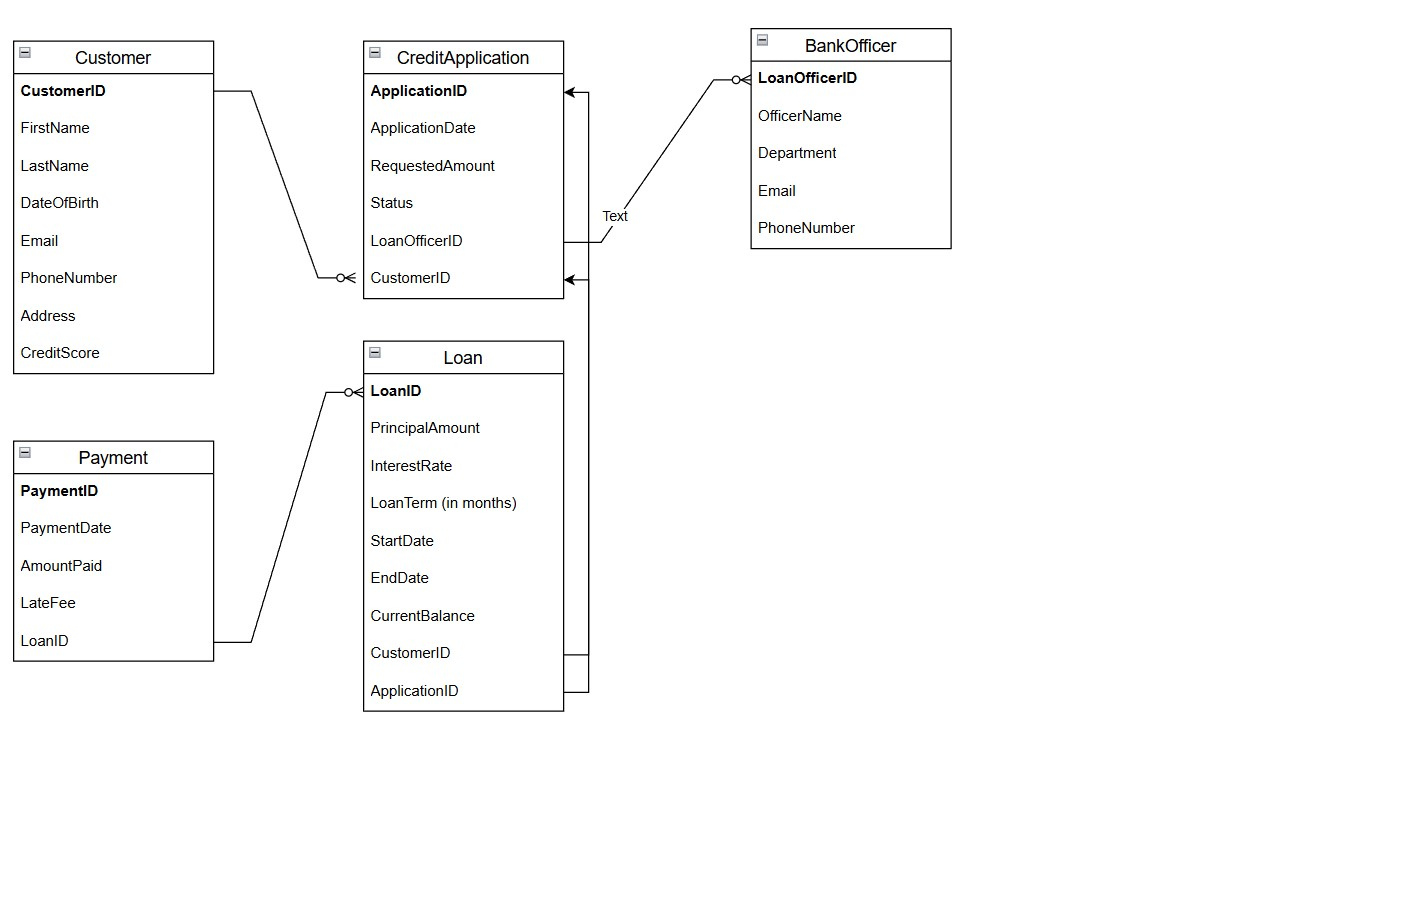 Customer
CustomerID
FirstName
LastName
DateOfBirth
Email
PhoneNumber
Address
CreditScore
CreditApplication
ApplicationID
ApplicationDate
RequestedAmount
Status
LoanOfficerID
CustomerID
Text
BankOfficer
LoanOfficerID
OfficerName
Department
Email
PhoneNumber
Payment
PaymentID
PaymentDate
AmountPaid
LateFee
LoanID
Loan
LoanID
PrincipalAmount
InterestRate
LoanTerm (in months)
StartDate
EndDate
CurrentBalance
CustomerID
ApplicationID